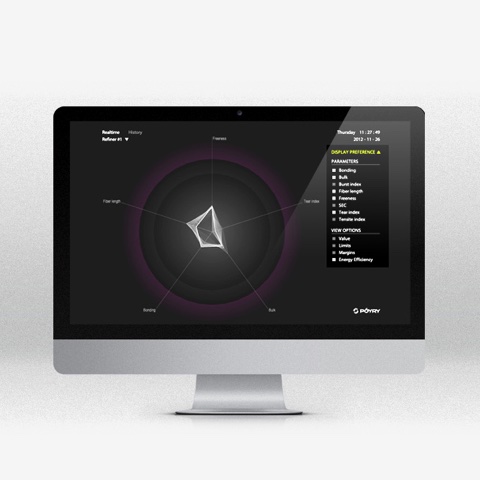 Realtime History
Refiner #1 ▼
Thursday 11 : 27 : 49
2012 - 11 - 26
Freeness
Fiber length
Tear index
Bonding
Bulk
DISPLAY PREFERENCE ▲
PARAMETERS
Bonding
Bulk
Burst index
Fiber length
Freeness
SEC
Tear index
Tensile index
VIEW OPTIONS
Value
Limits
Margins
Energy Efficiency
PÖYRY